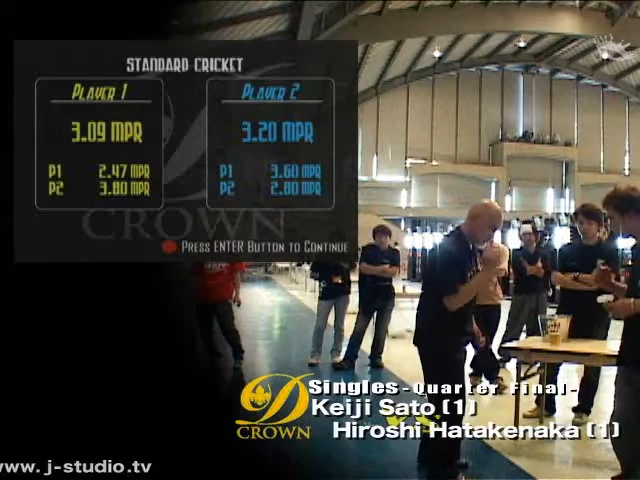 STANDARD CRICKET
PLAYER 1
3.09 MPR
P1 2.47 MPR
P2 3.80 MPR
PLAYER 2
3.20 MPR
P1 3.60 MPR
P2 2.80 MPR
CROWN
PRESS ENTER BUTTON TO CONTINUE
D
CROWN
Singles-Quarter Final-
Keiji Sato (1)
VS
Hiroshi Hatakenaka (1)
www.j-studio.tv